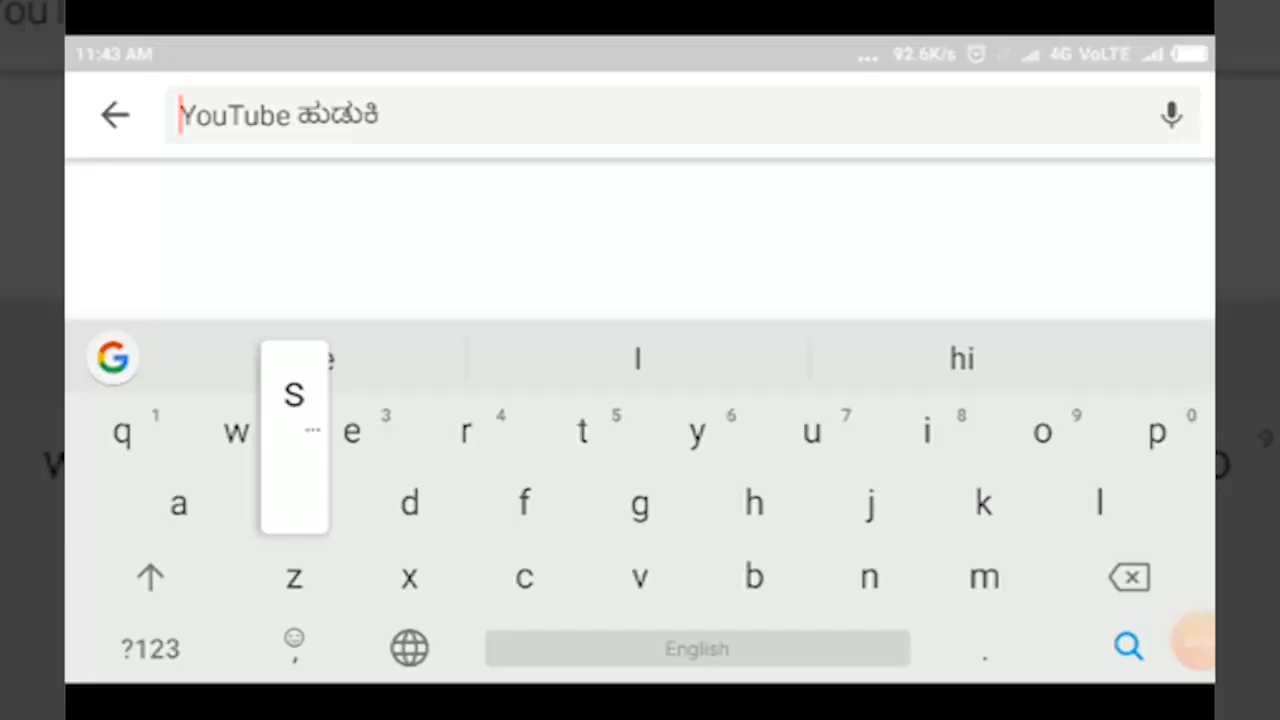 11:43 AM ... 92.6K/s 4G VoLTE
YouTube ಹುಡುಕಿ
I hi
q 1 w e 3 r 4 t 5 y 6 u 7 i 8 o 9 p 0
S ...
a d f g h j k l
z x c v b n m
?123 , English .